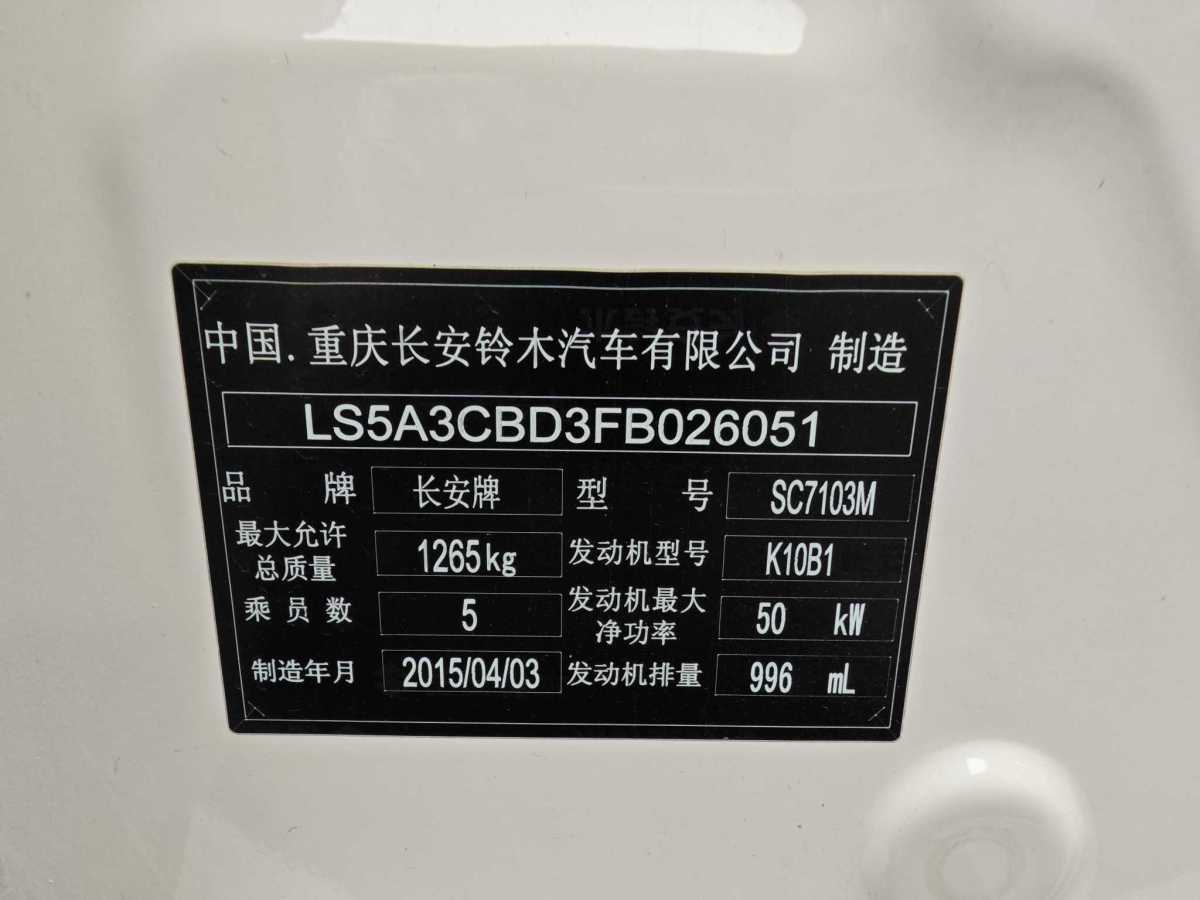 中国.重庆长安铃木汽车有限公司 制造
LS5A3CBD3FB026051
品 牌 长安牌 型 号 SC7103M
最大允许总质量 1265kg 发动机型号 K10B1
乘员数 5 发动机最大净功率 50 kW
制造年月 2015/04/03 发动机排量 996 mL